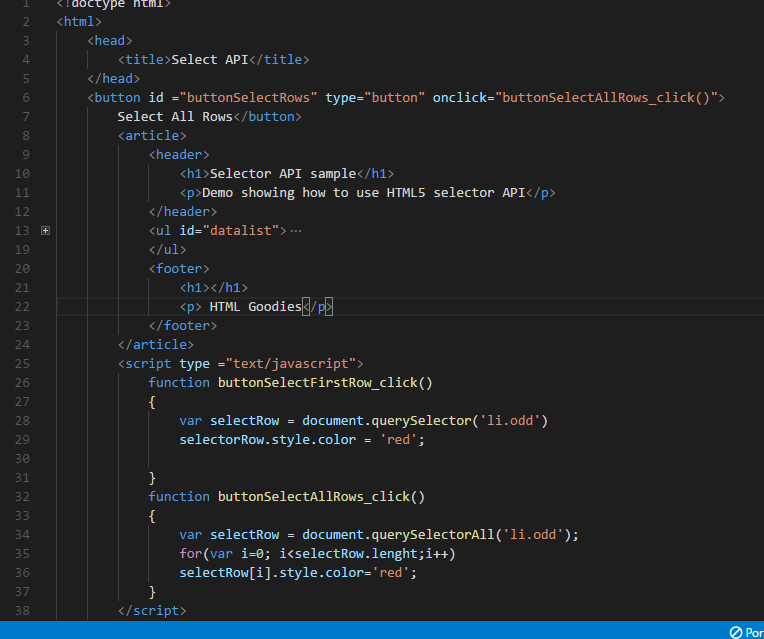 1 <!doctype html>
2 <html>
3 <head>
4 <title>Select API</title>
5 </head>
6 <button id ="buttonSelectRows" type="button" onclick="buttonSelectAllRows_click()">
7 Select All Rows</button>
8 <article>
9 <header>
10 <h1>Selector API sample</h1>
11 <p>Demo showing how to use HTML5 selector API</p>
12 </header>
13 <ul id="datalist">…
19 </ul>
20 <footer>
21 <h1></h1>
22 <p> HTML Goodies</p>
23 </footer>
24 </article>
25 <script type ="text/javascript">
26 function buttonSelectFirstRow_click()
27 {
28 var selectRow = document.querySelector('li.odd')
29 selectorRow.style.color = 'red';
30
31 }
32 function buttonSelectAllRows_click()
33 {
34 var selectRow = document.querySelectorAll('li.odd');
35 for(var i=0; i<selectRow.lenght;i++)
36 selectRow[i].style.color='red';
37 }
38 </script>
Por